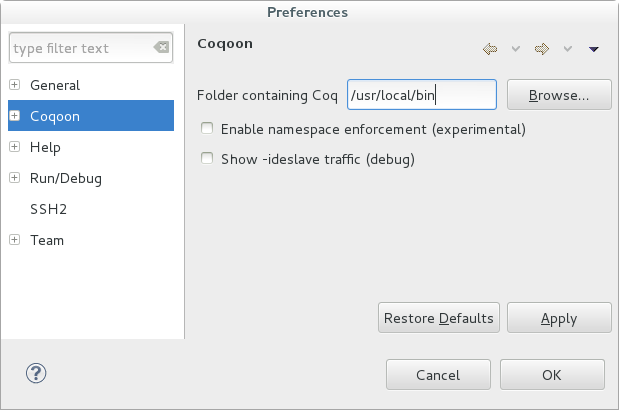 Preferences
type filter text
General
Coqoon
Help
Run/Debug
SSH2
Team
Coqoon
Folder containing Coq /usr/local/bin Browse...
Enable namespace enforcement (experimental)
Show -ideslave traffic (debug)
Restore Defaults Apply
? Cancel OK